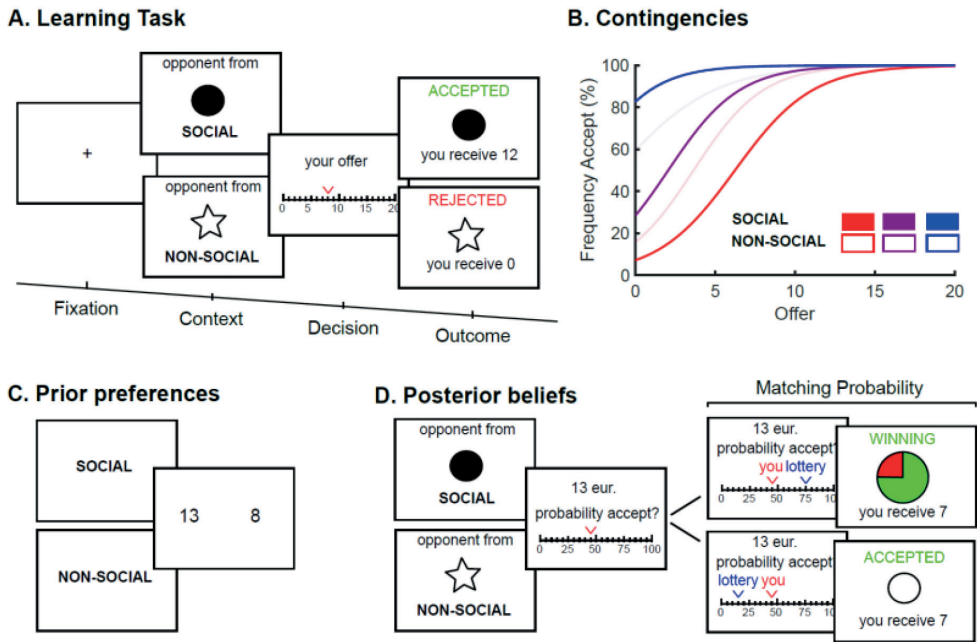 A. Learning Task
+
opponent from
SOCIAL
opponent from
NON-SOCIAL
your offer
0 5 10 15 20
ACCEPTED
you receive 12
REJECTED
you receive 0
Fixation
Context
Decision
Outcome
B. Contingencies
Frequency Accept (%)
100
80
60
40
20
0
SOCIAL
NON-SOCIAL
0 5 10 15 20
Offer
C. Prior preferences
SOCIAL
NON-SOCIAL
13 8
D. Posterior beliefs
opponent from
SOCIAL
opponent from
NON-SOCIAL
13 eur.
probability accept?
0 25 50 75 100
Matching Probability
13 eur.
probability accept?
you lottery
0 25 50 75 100
WINNING
you receive 7
13 eur.
probability accept?
lottery you
0 25 50 75 100
ACCEPTED
you receive 7